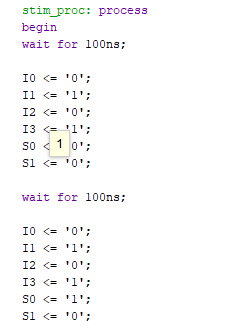 stim_proc: process
begin
wait for 100ns;
I0 <= '0';
I1 <= '1';
I2 <= '0';
I3 <= '1';
S0 < 1 0';
S1 <= '0';
wait for 100ns;
I0 <= '0';
I1 <= '1';
I2 <= '0';
I3 <= '1';
S0 <= '1';
S1 <= '0';